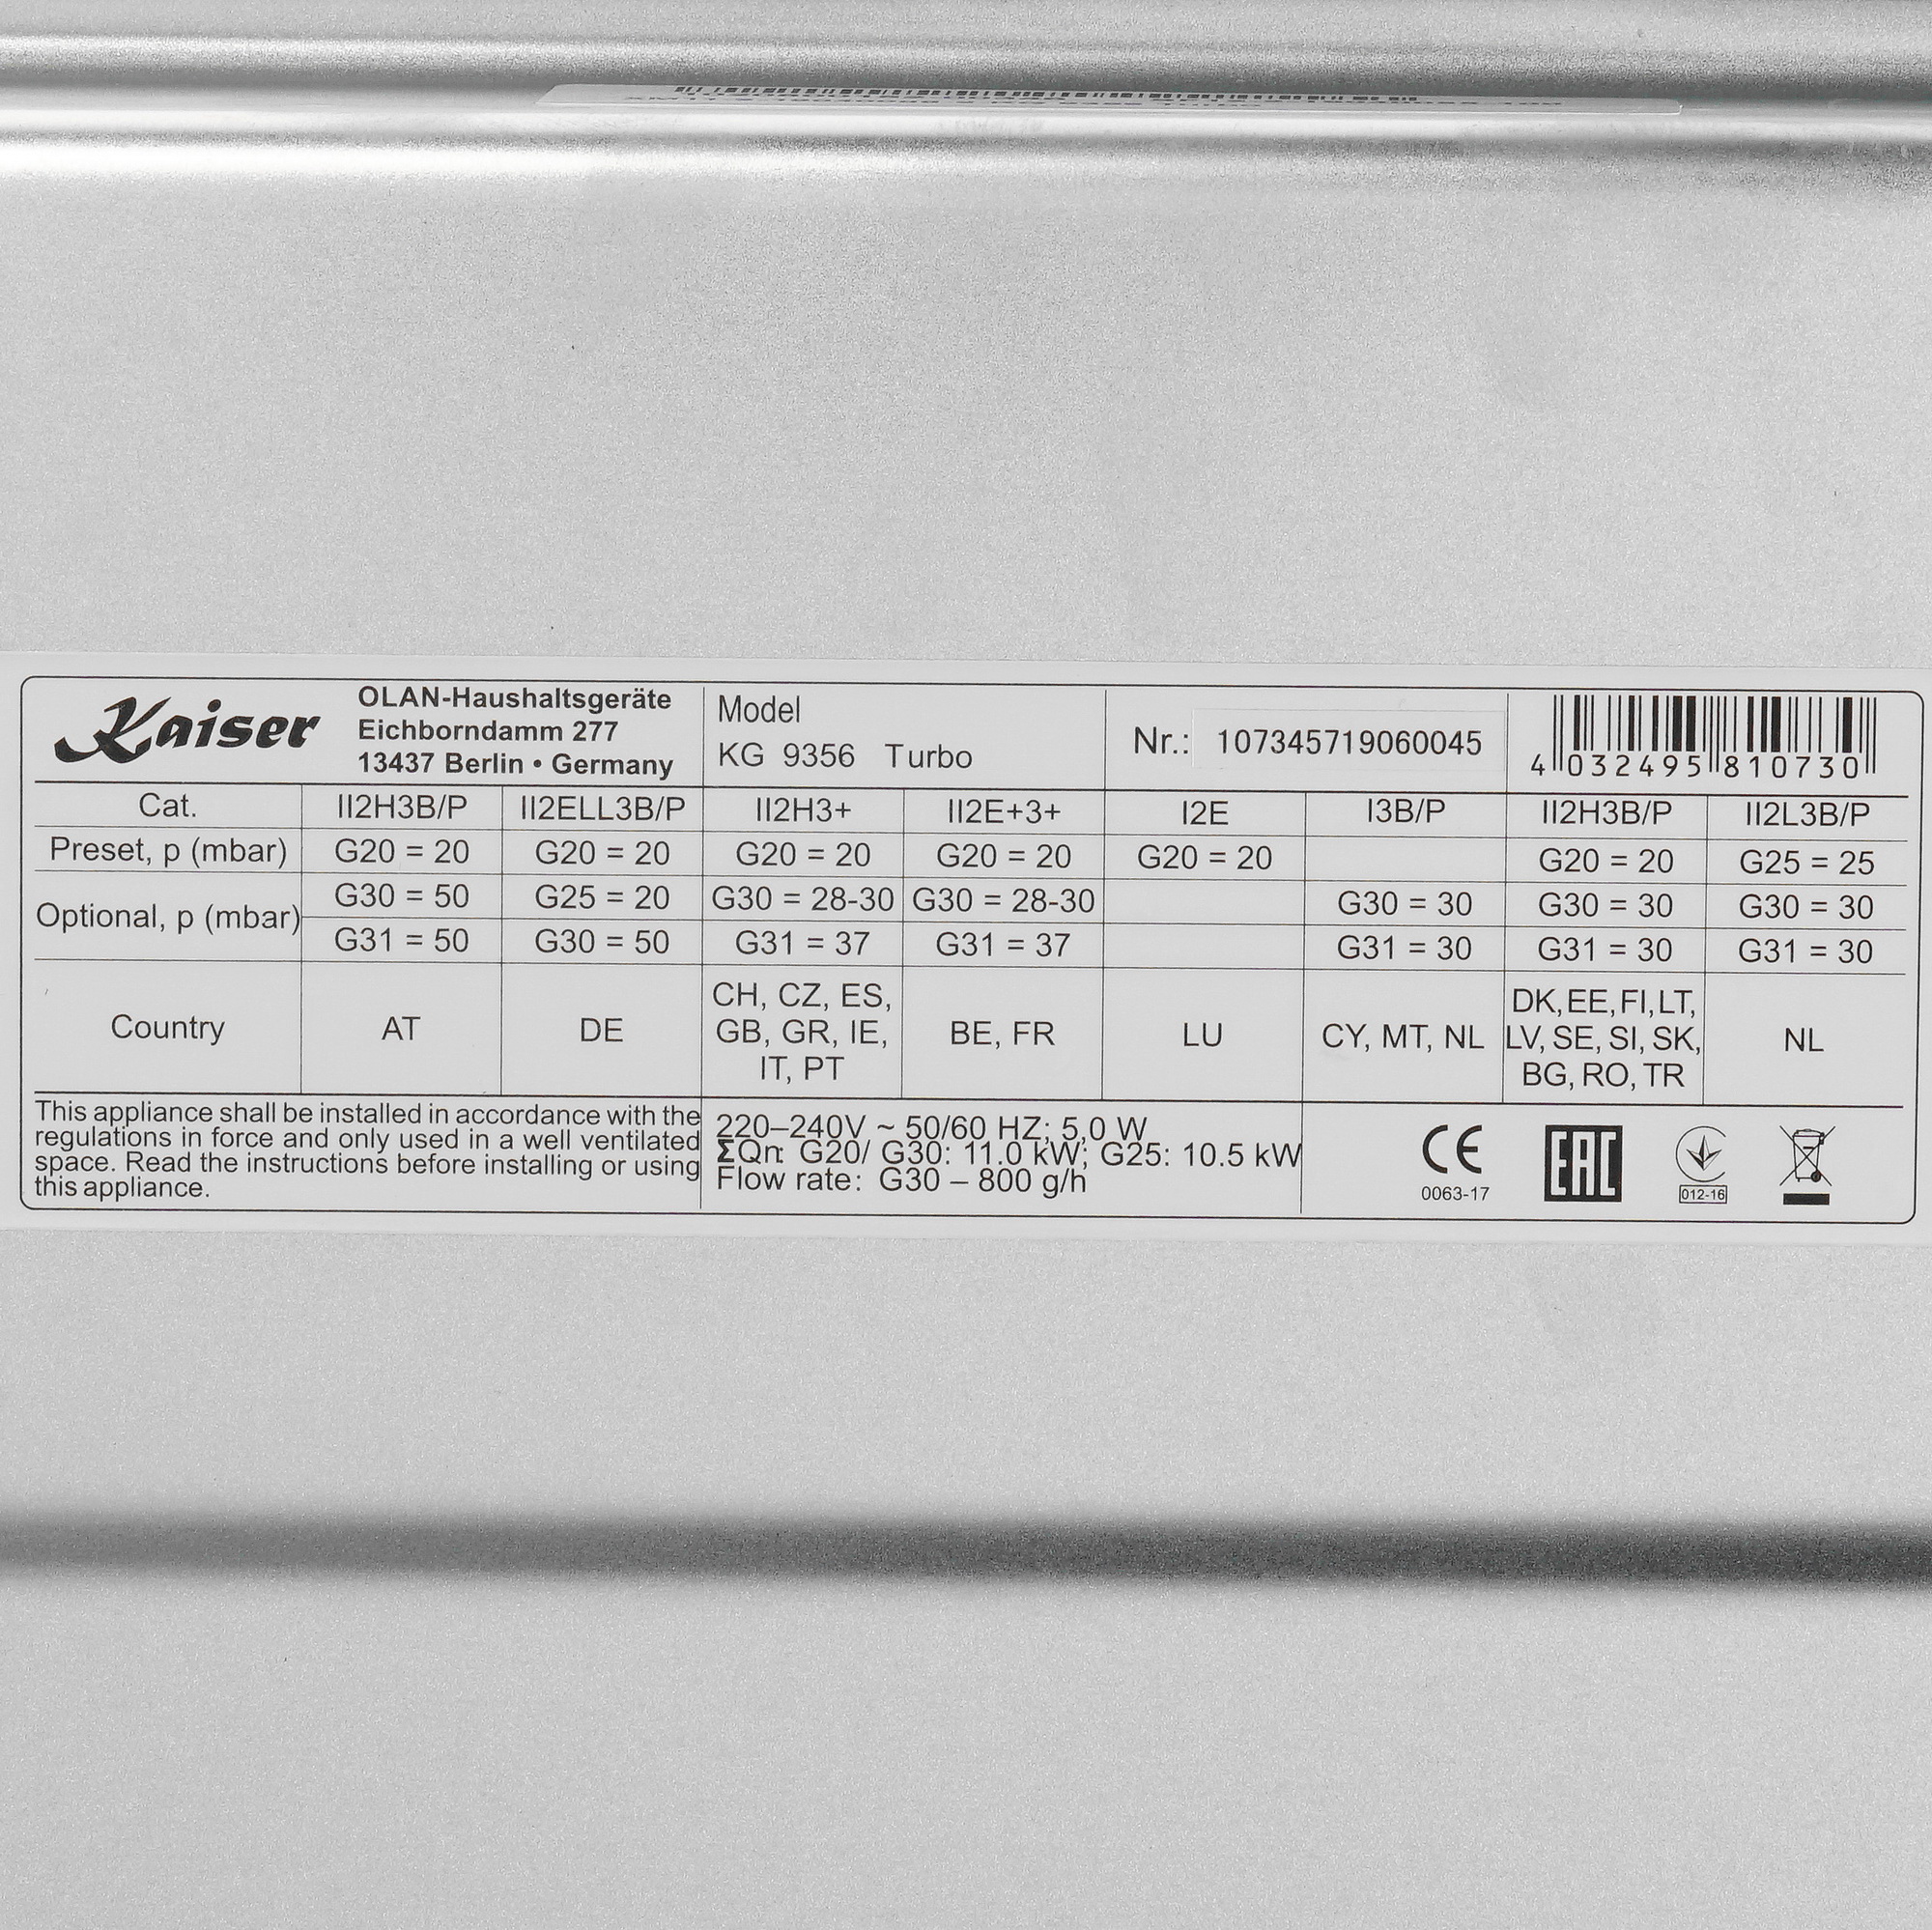 Kaiser
OLAN-Haushaltsgeräte
Eichborndamm 277
13437 Berlin • Germany
Model
KG 9356 Turbo
Nr.: 107345719060045
4 032495 810730
Cat. II2H3B/P II2ELL3B/P II2H3+ II2E+3+ I2E I3B/P II2H3B/P II2L3B/P
Preset, p (mbar) G20 = 20 G20 = 20 G20 = 20 G20 = 20 G20 = 20 G20 = 20 G25 = 25
Optional, p (mbar) G30 = 50 G25 = 20 G30 = 28-30 G30 = 28-30 G30 = 30 G30 = 30 G30 = 30
G31 = 50 G30 = 50 G31 = 37 G31 = 37 G31 = 30 G31 = 30 G31 = 30
Country AT DE
CH, CZ, ES,
GB, GR, IE,
IT, PT
BE, FR
LU
CY, MT, NL
DK, EE, FI, LT,
LV, SE, SI, SK,
BG, RO, TR
NL
This appliance shall be installed in accordance with the
regulations in force and only used in a well ventilated
space. Read the instructions before installing or using
this appliance.
220–240V ~ 50/60 HZ; 5,0 W
ΣQn: G20/ G30: 11.0 kW; G25: 10.5 kW
Flow rate: G30 – 800 g/h
CE
0063-17
EAC
012-16